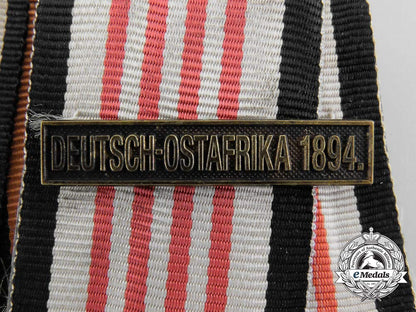 DEUTSCH-OSTAFRIKA 1894.
eMedals